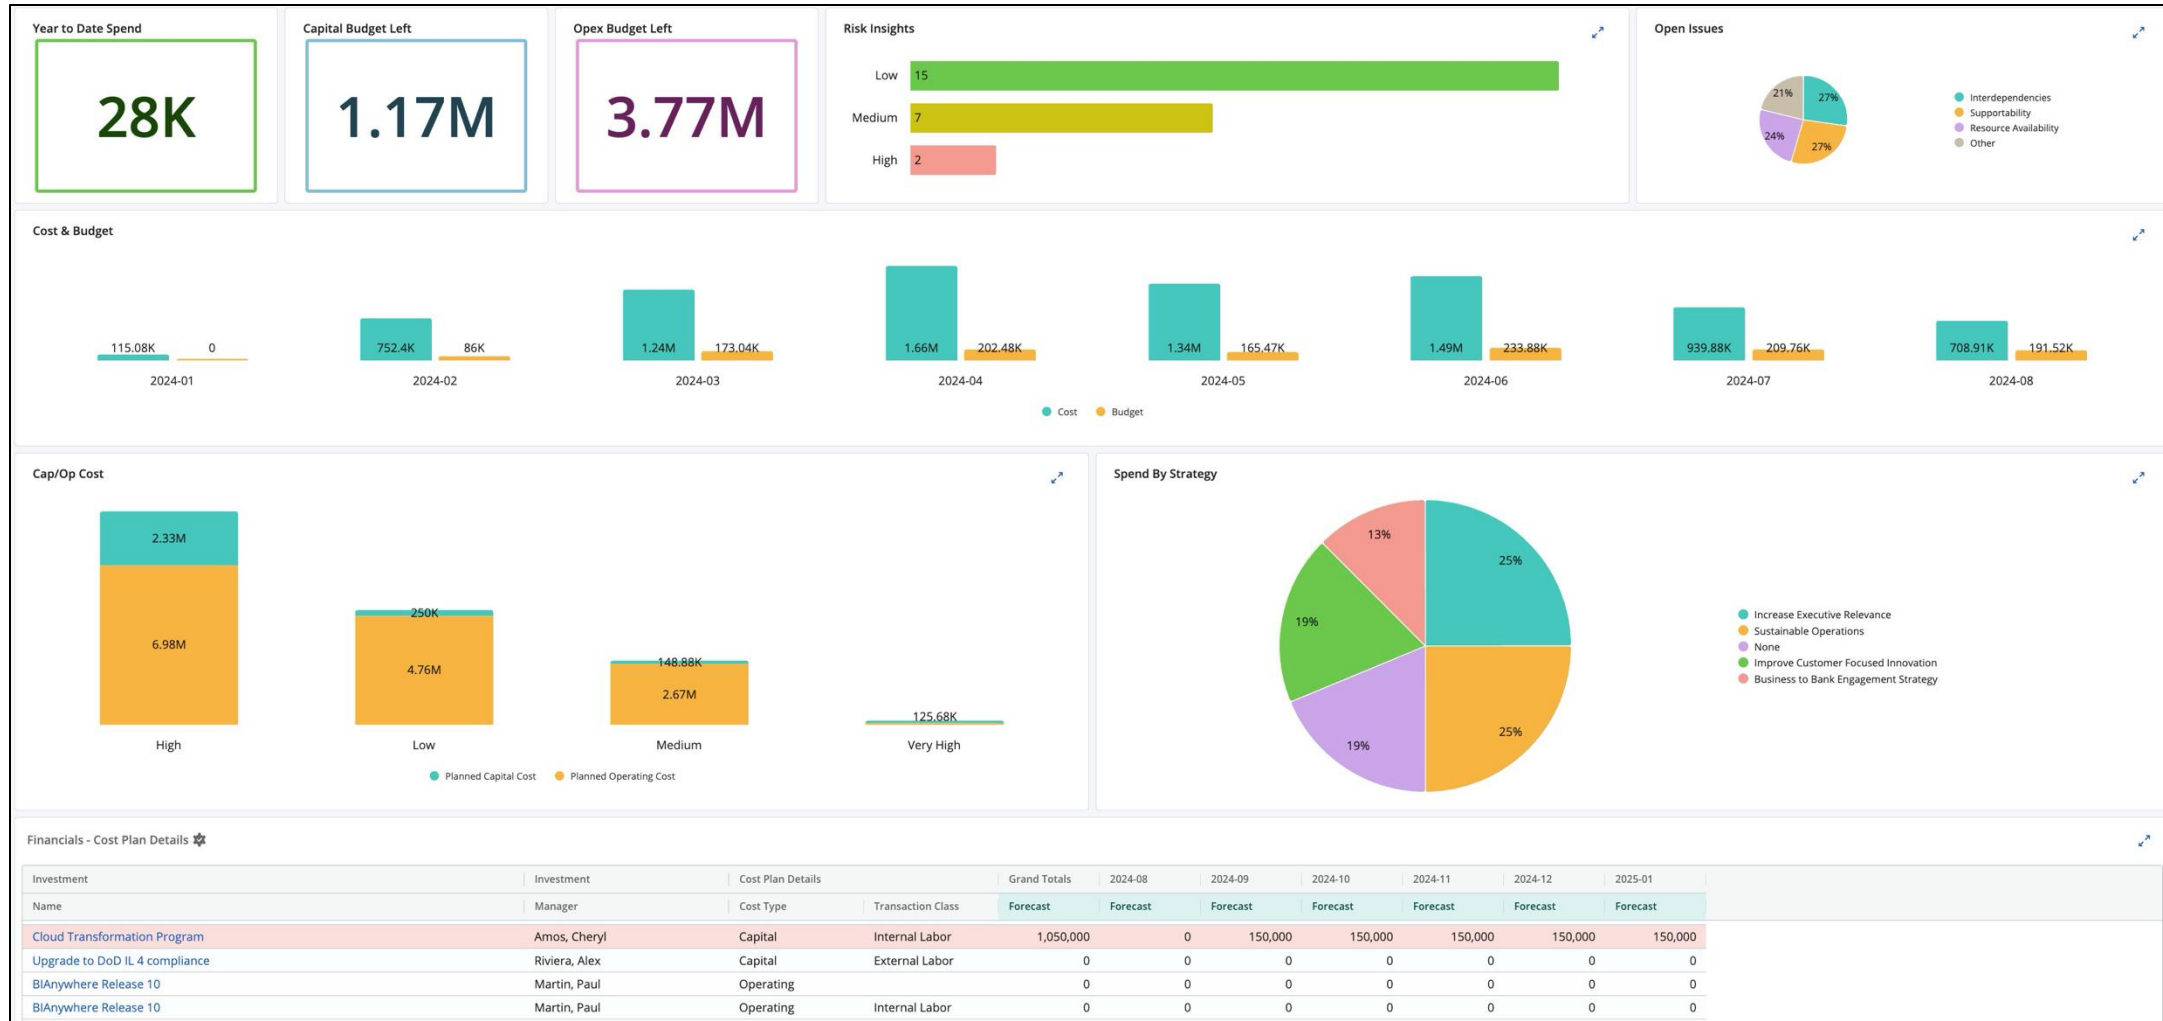 Year to Date Spend
28K
Capital Budget Left
1.17M
Opex Budget Left
3.77M
Risk Insights
Low 15
Medium 7
High 2
Open Issues
21% 27%
24% 27%
Interdependencies
Supportability
Resource Availability
Other
Cost & Budget
115.08K 0 752.4K 86K 1.24M 173.04K 1.66M 202.48K 1.34M 165.47K 1.49M 233.88K 939.88K 209.76K 708.91K 191.52K
2024-01 2024-02 2024-03 2024-04 2024-05 2024-06 2024-07 2024-08
Cost Budget
Cap/Op Cost
2.33M
6.98M
250K
4.76M
148.88K
2.67M
125.68K
High Low Medium Very High
Planned Capital Cost Planned Operating Cost
Spend By Strategy
13%
25%
19%
19%
25%
Increase Executive Relevance
Sustainable Operations
None
Improve Customer Focused Innovation
Business to Bank Engagement Strategy
Financials - Cost Plan Details
Investment Investment Cost Plan Details Grand Totals 2024-08 2024-09 2024-10 2024-11 2024-12 2025-01
Name Manager Cost Type Transaction Class Forecast Forecast Forecast Forecast Forecast Forecast Forecast
Cloud Transformation Program Amos, Cheryl Capital Internal Labor 1,050,000 0 150,000 150,000 150,000 150,000 150,000
Upgrade to DoD IL 4 compliance Riviera, Alex Capital External Labor 0 0 0 0 0 0 0
BIAnywhere Release 10 Martin, Paul Operating 0 0 0 0 0 0 0
BIAnywhere Release 10 Martin, Paul Operating Internal Labor 0 0 0 0 0 0 0